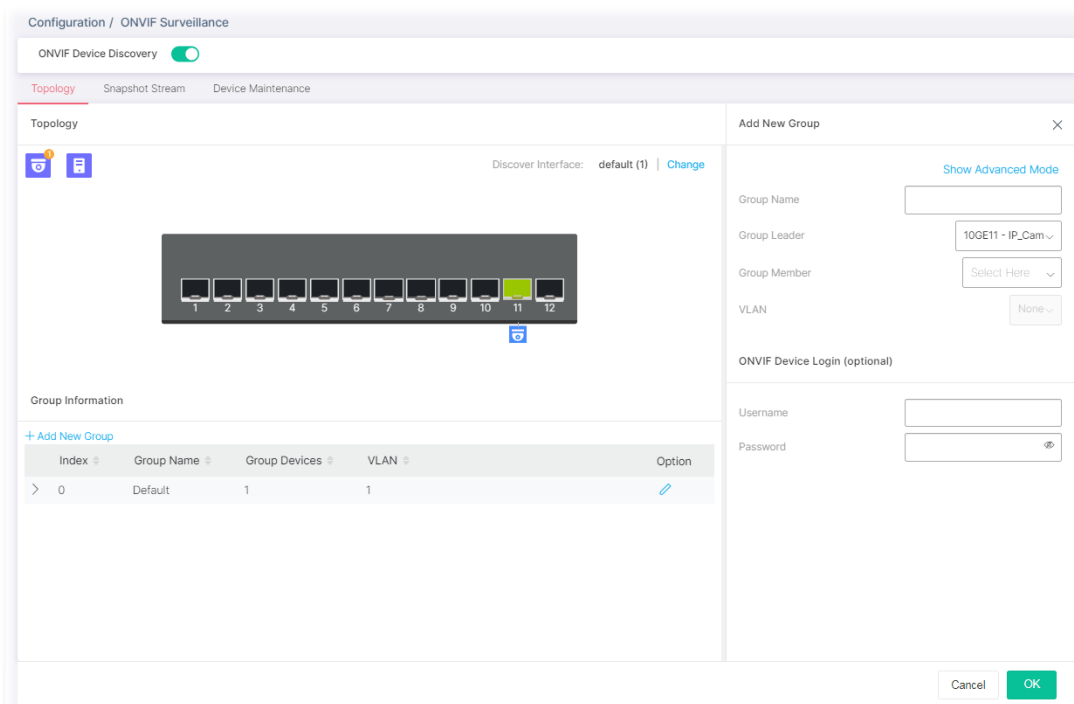 Configuration / ONVIF Surveillance
ONVIF Device Discovery
Topology Snapshot Stream Device Maintenance
Topology
1
Discover Interface: default (1) | Change
1 2 3 4 5 6 7 8 9 10 11 12
Group Information
+ Add New Group
Index Group Name Group Devices VLAN Option
0 Default 1 1
Add New Group
Show Advanced Mode
Group Name
Group Leader 10GE11 - IP_Cam
Group Member Select Here
VLAN None
ONVIF Device Login (optional)
Username
Password
Cancel OK